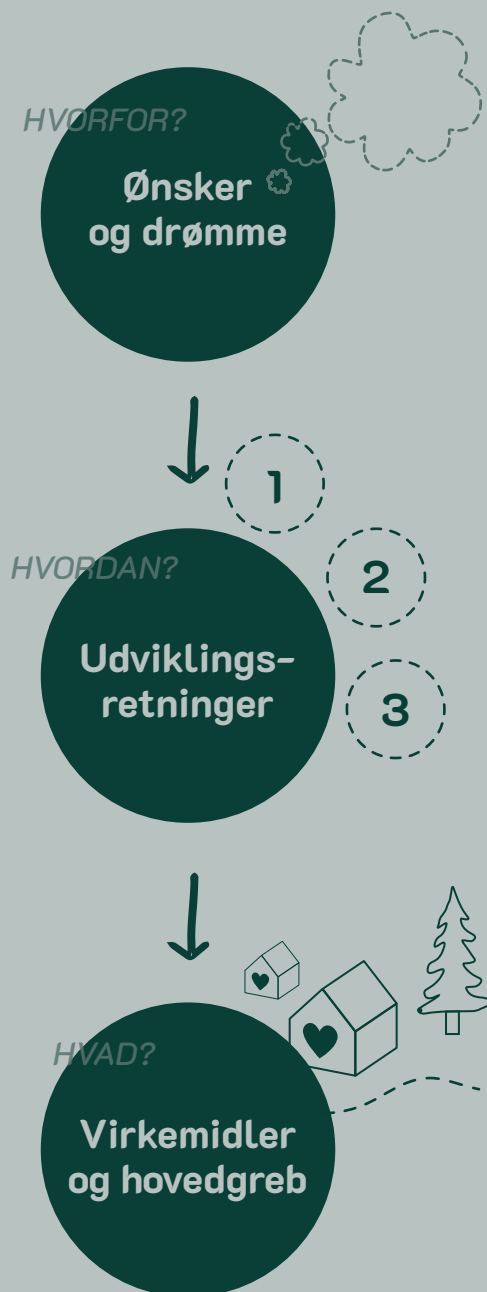 HVORFOR?
Ønsker
og drømme
1
HVORDAN?
2
Udviklings-
retninger
3
HVAD?
Virkemidler
og hovedgreb